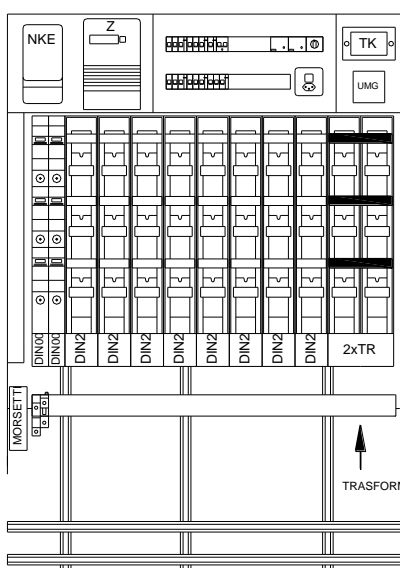 NKE
Z
TK
UMG
DIN00
DIN00
DIN2
DIN2
DIN2
DIN2
DIN2
DIN2
DIN2
DIN2
2xTR
MORSETTI
TRASFORM